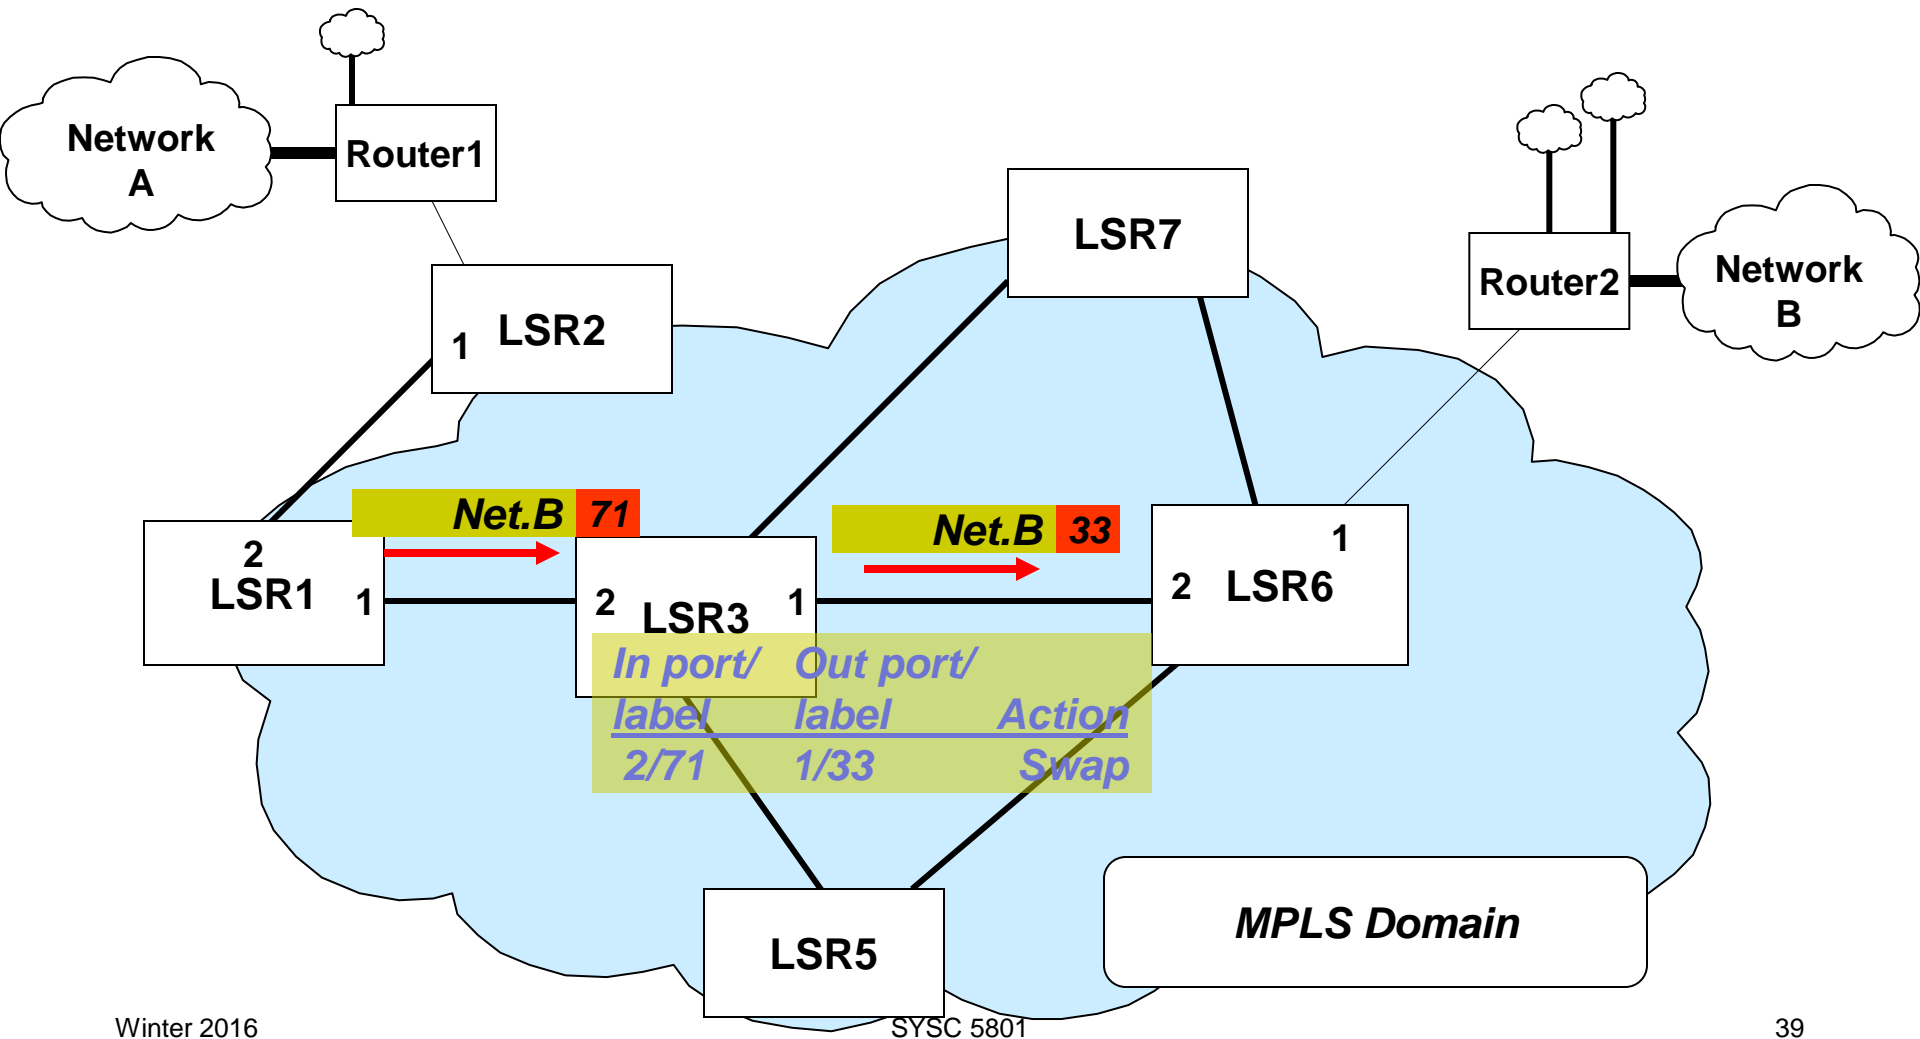 Network
A
Router1
LSR7
Router2
Network
B
LSR2
1
Net.B 71
Net.B 33
2
LSR1
1
2
LSR3
1
1
2
LSR6
In port/ Out port/
label label Action
2/71 1/33 Swap
LSR5
MPLS Domain
Winter 2016
SYSC 5801
39